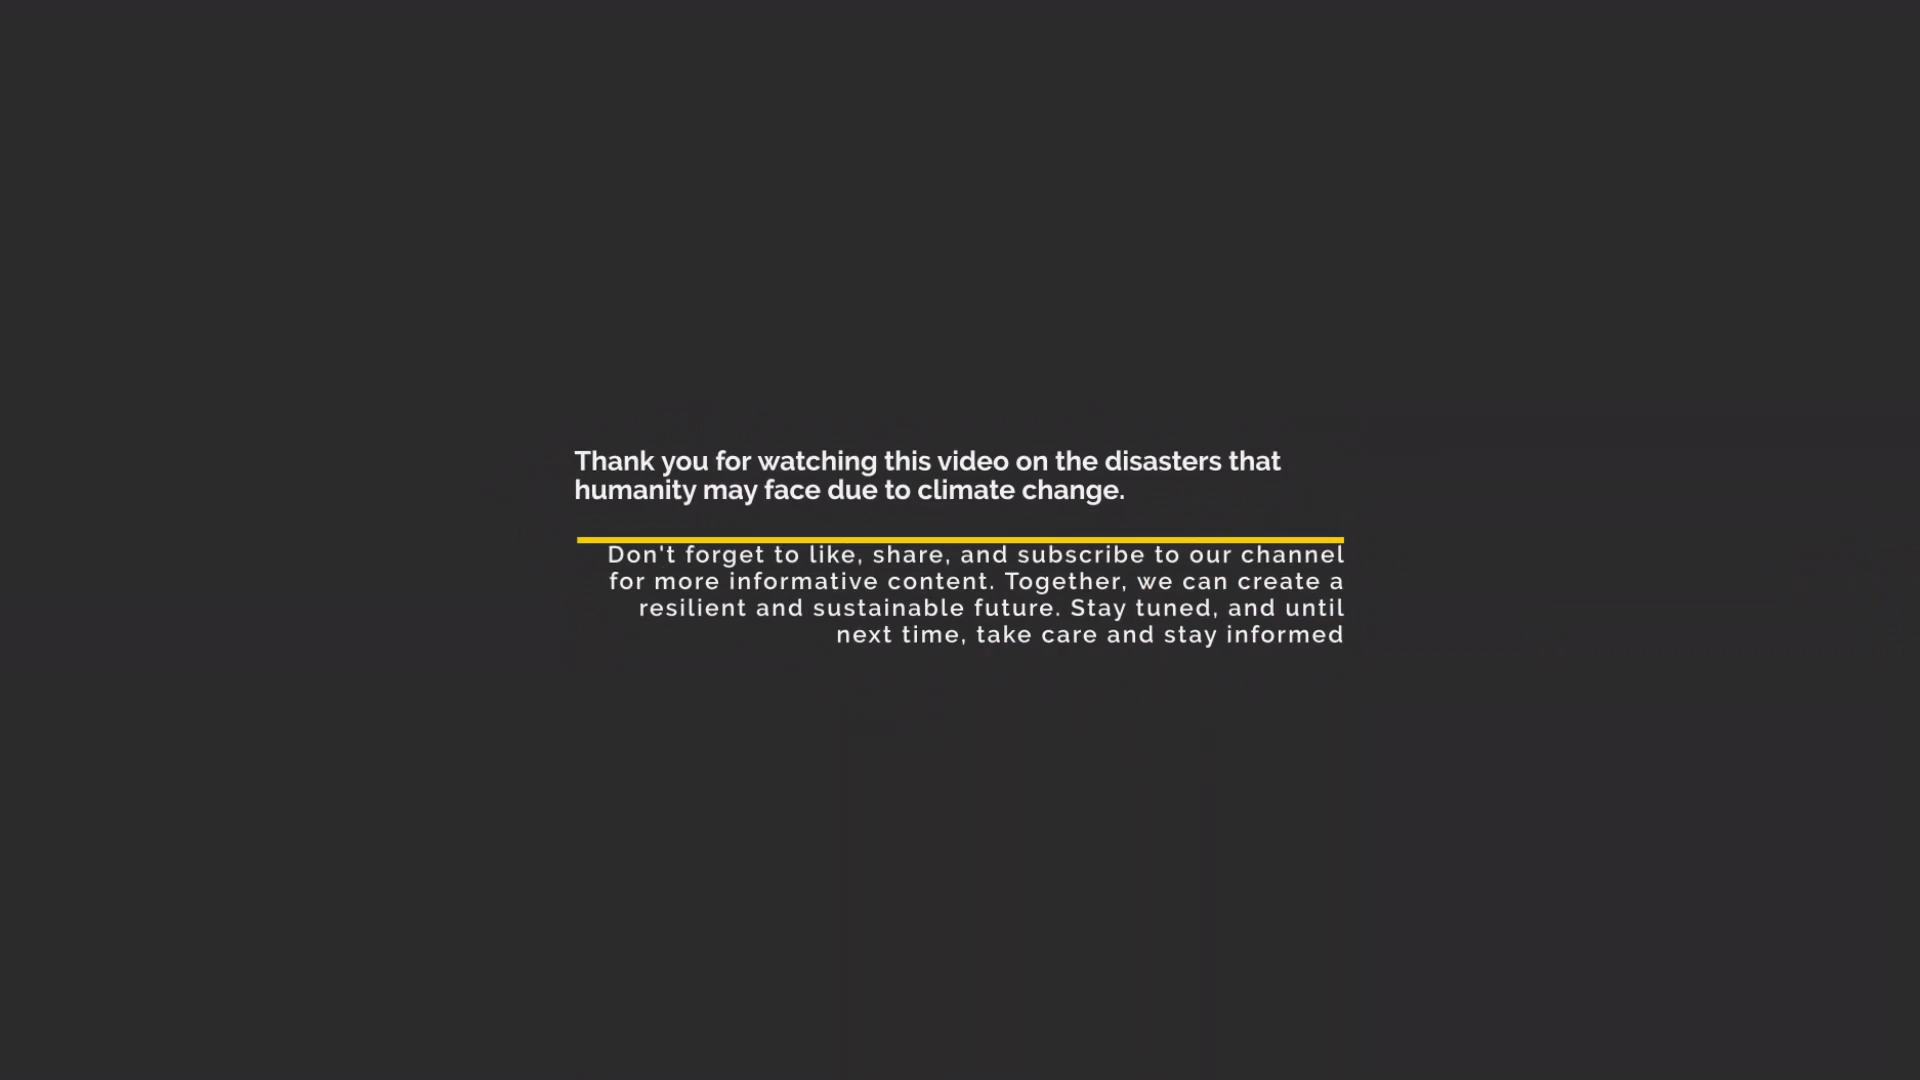 Thank you for watching this video on the disasters that
humanity may face due to climate change.
Don't forget to like, share, and subscribe to our channel
for more informative content. Together, we can create a
resilient and sustainable future. Stay tuned, and until
next time, take care and stay informed